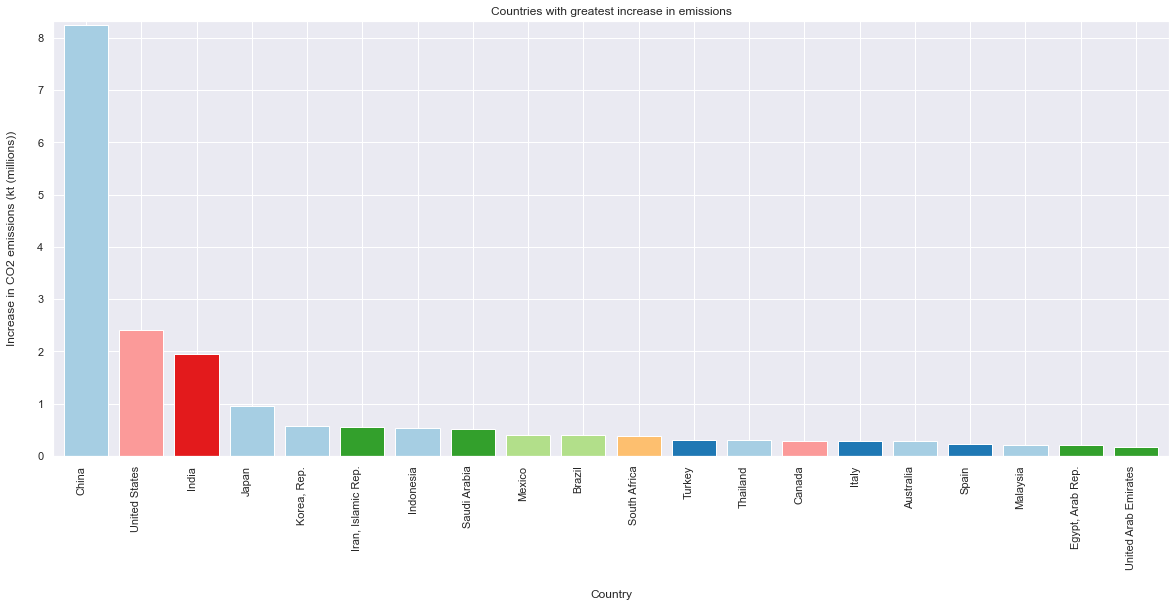 Countries with greatest increase in emissions
Increase in CO2 emissions (kt (millions))
8
7
6
5
4
3
2
1
0
China
United States
India
Japan
Korea, Rep.
Iran, Islamic Rep.
Indonesia
Saudi Arabia
Mexico
Brazil
South Africa
Turkey
Thailand
Canada
Italy
Australia
Spain
Malaysia
Egypt, Arab Rep.
United Arab Emirates
Country